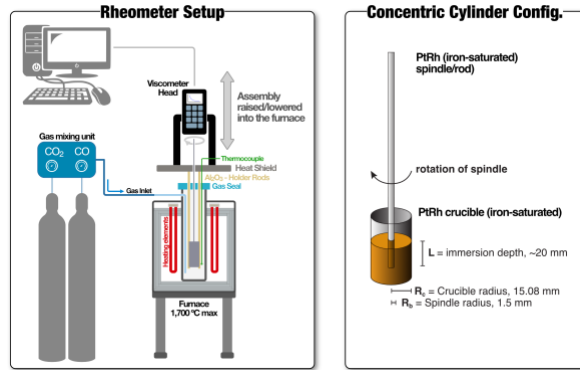 Rheometer Setup
Viscometer
Head
Assembly
raised/lowered
into the furnace
Gas mixing unit
CO₂ CO
Gas Inlet
Thermocouple
Heat Shield
Al₂O₃ - Holder Rods
Gas Seal
Heating elements
Furnace
1,700 ºC max
Concentric Cylinder Config.
PtRh (iron-saturated)
spindle/rod)
rotation of spindle
PtRh crucible (iron-saturated)
L = immersion depth, ~20 mm
R꜀ = Crucible radius, 15.08 mm
R_b = Spindle radius, 1.5 mm